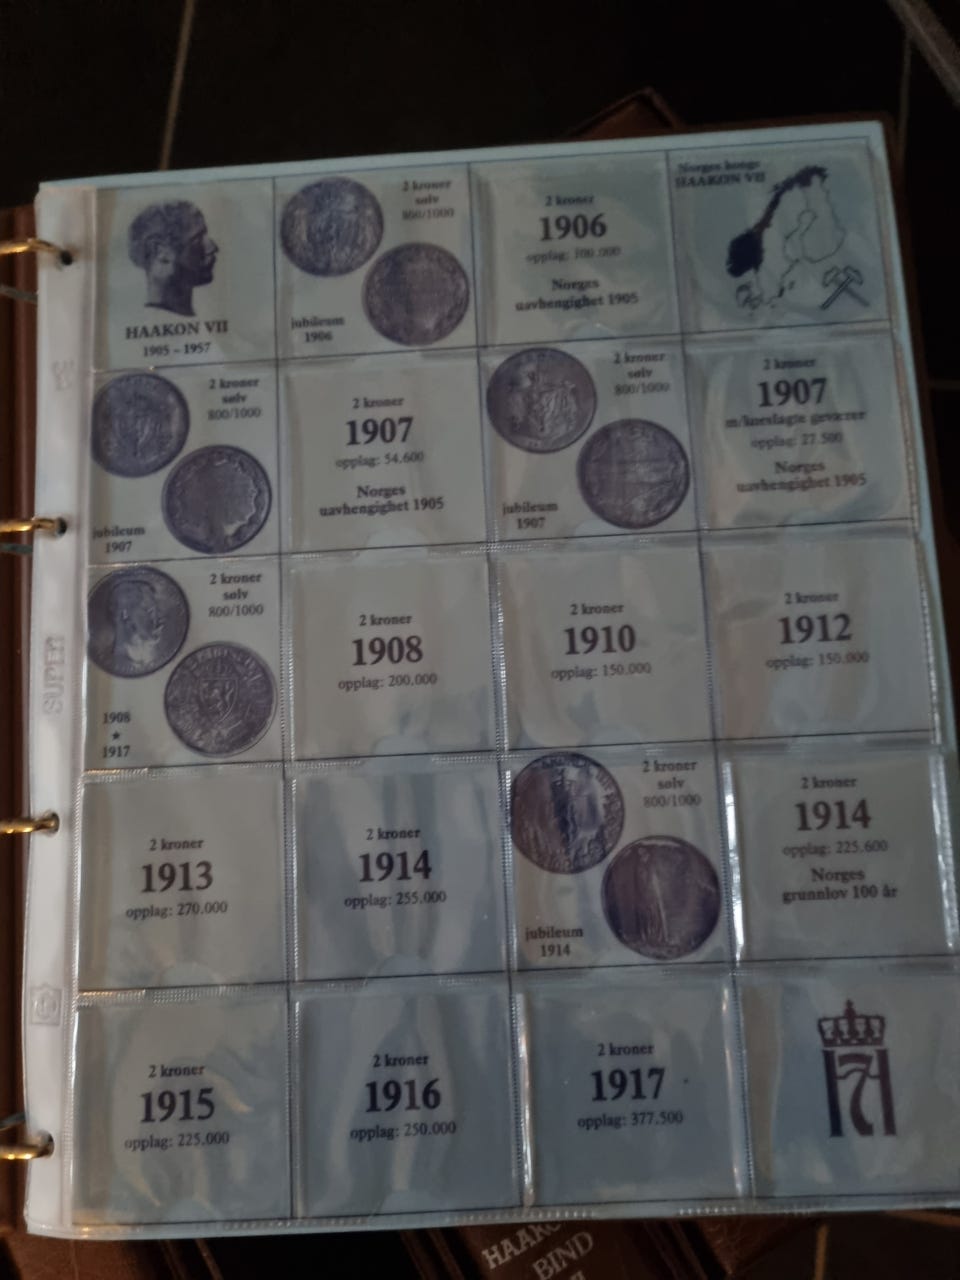 HAAKON VII
1905 - 1957
2 kroner
sølv
800/1000
jubileum
1906
2 kroner
1906
opplag: 100.000
Norges
uavhengighet 1905
Norges konge
HAAKON VII
2 kroner
sølv
800/1000
jubileum
1907
2 kroner
1907
opplag: 54.600
Norges
uavhengighet 1905
2 kroner
sølv
800/1000
jubileum
1907
2 kroner
1907
m/kneslagte geværer
opplag: 27.500
Norges
uavhengighet 1905
2 kroner
sølv
800/1000
1908
★
1917
2 kroner
1908
opplag: 200.000
2 kroner
1910
opplag: 150.000
2 kroner
1912
opplag: 150.000
2 kroner
1913
opplag: 270.000
2 kroner
1914
opplag: 255.000
2 kroner
sølv
800/1000
jubileum
1914
2 kroner
1914
opplag: 225.600
Norges
grunnlov 100 år
2 kroner
1915
opplag: 225.000
2 kroner
1916
opplag: 250.000
2 kroner
1917
opplag: 377.500
H7
SUPER
HAAKO
BIND